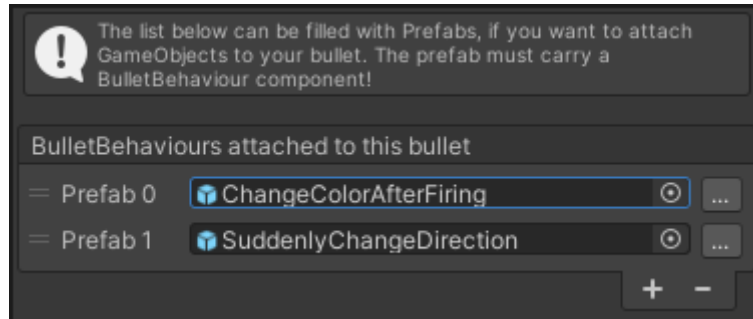 The list below can be filled with Prefabs, if you want to attach
GameObjects to your bullet. The prefab must carry a
BulletBehaviour component!
BulletBehaviours attached to this bullet
Prefab 0 ChangeColorAfterFiring ...
Prefab 1 SuddenlyChangeDirection ...
+ -